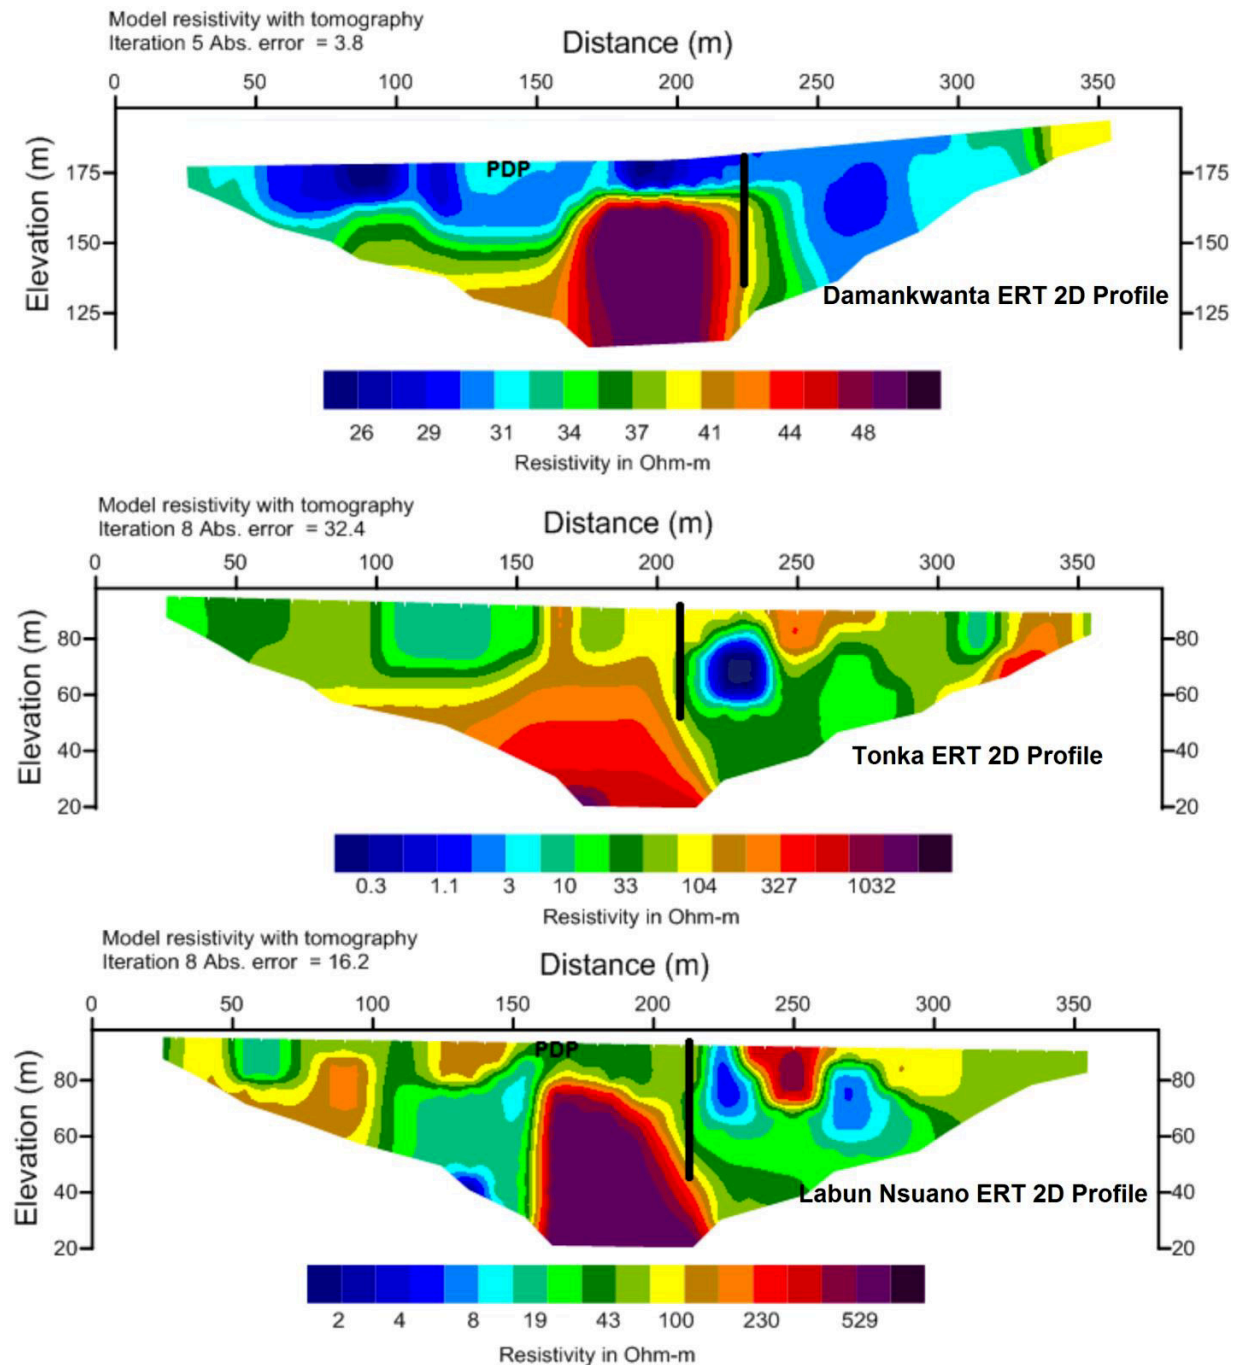 Model resistivity with tomography
Iteration 5 Abs. error = 3.8
Distance (m)
0 50 100 150 200 250 300 350
Elevation (m)
175 PDP 175
150 150
125 Damankwanta ERT 2D Profile 125
26 29 31 34 37 41 44 48
Resistivity in Ohm-m
Model resistivity with tomography
Iteration 8 Abs. error = 32.4
Distance (m)
0 50 100 150 200 250 300 350
Elevation (m)
80 80
60 60
40 Tonka ERT 2D Profile 40
20 20
0.3 1.1 3 10 33 104 327 1032
Resistivity in Ohm-m
Model resistivity with tomography
Iteration 8 Abs. error = 16.2
Distance (m)
0 50 100 150 200 250 300 350
Elevation (m)
PDP
80 80
60 60
40 Labun Nsuano ERT 2D Profile 40
20 20
2 4 8 19 43 100 230 529
Resistivity in Ohm-m